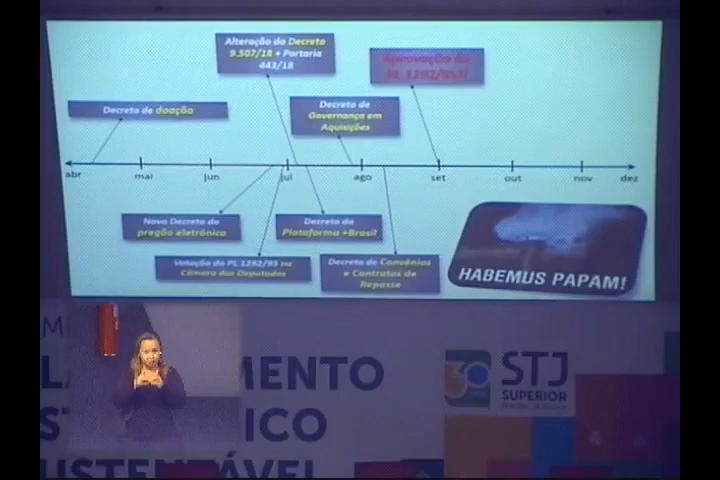 Alteração do Decreto
9.507/18 + Portaria
443/18
Aprovação do
PL 1292/95?!
Decreto de doação
Decreto de
Governança em
Aquisições
abr
mai
jun
jul
ago
set
out
nov
dez
Novo Decreto do
pregão eletrônico
Decreto da
Plataforma +Brasil
Votação do PL 1292/95 na
Câmara dos Deputados
Decreto de Convênios
e Contratos de
Repasse
HABEMUS PAPAM!
MENTO
ICO
SUSTENTÁVEL
30
STJ
SUPERIOR